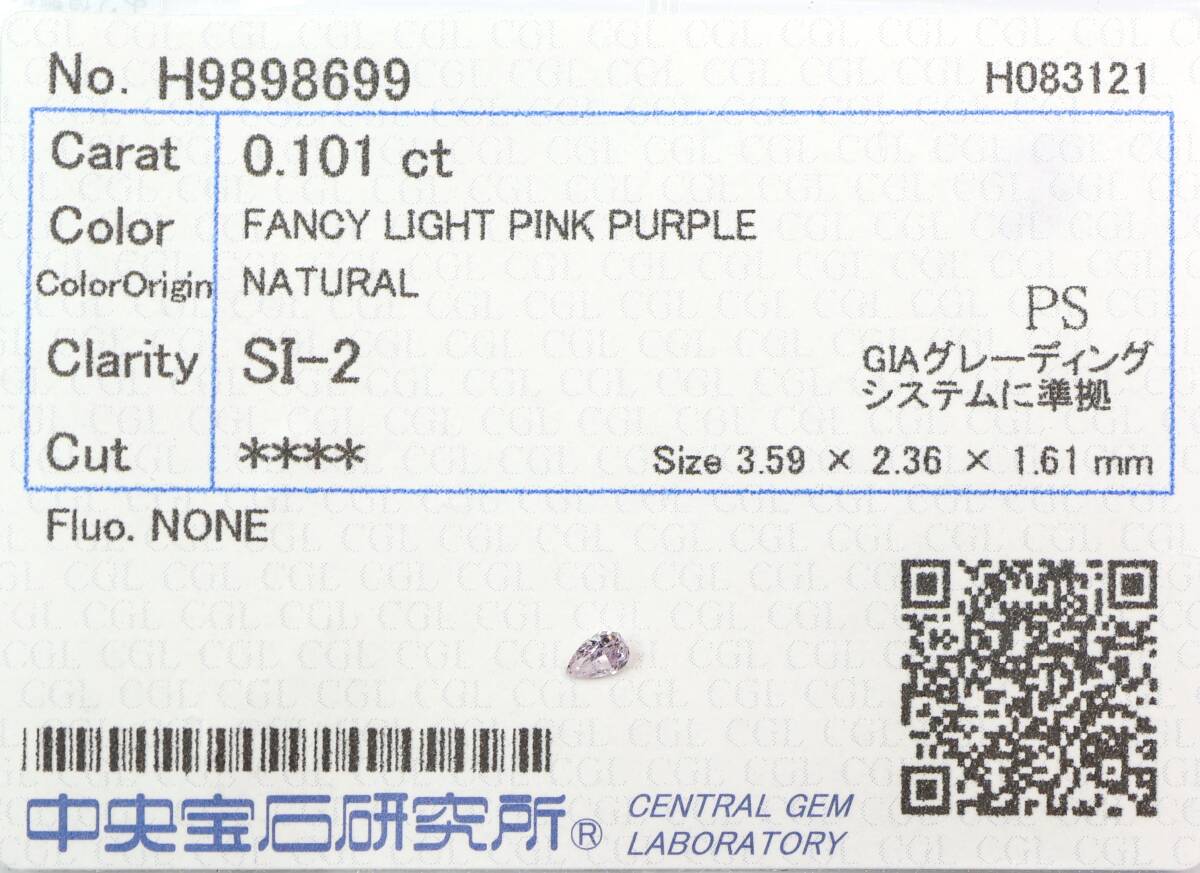 No. H9898699
H083121
Carat 0.101 ct
Color FANCY LIGHT PINK PURPLE
ColorOrigin NATURAL
PS
Clarity SI-2
GIAグレーディング
システムに準拠
Cut ****
Size 3.59 × 2.36 × 1.61 mm
Fluo. NONE
中央宝石研究所®
CENTRAL GEM
LABORATORY